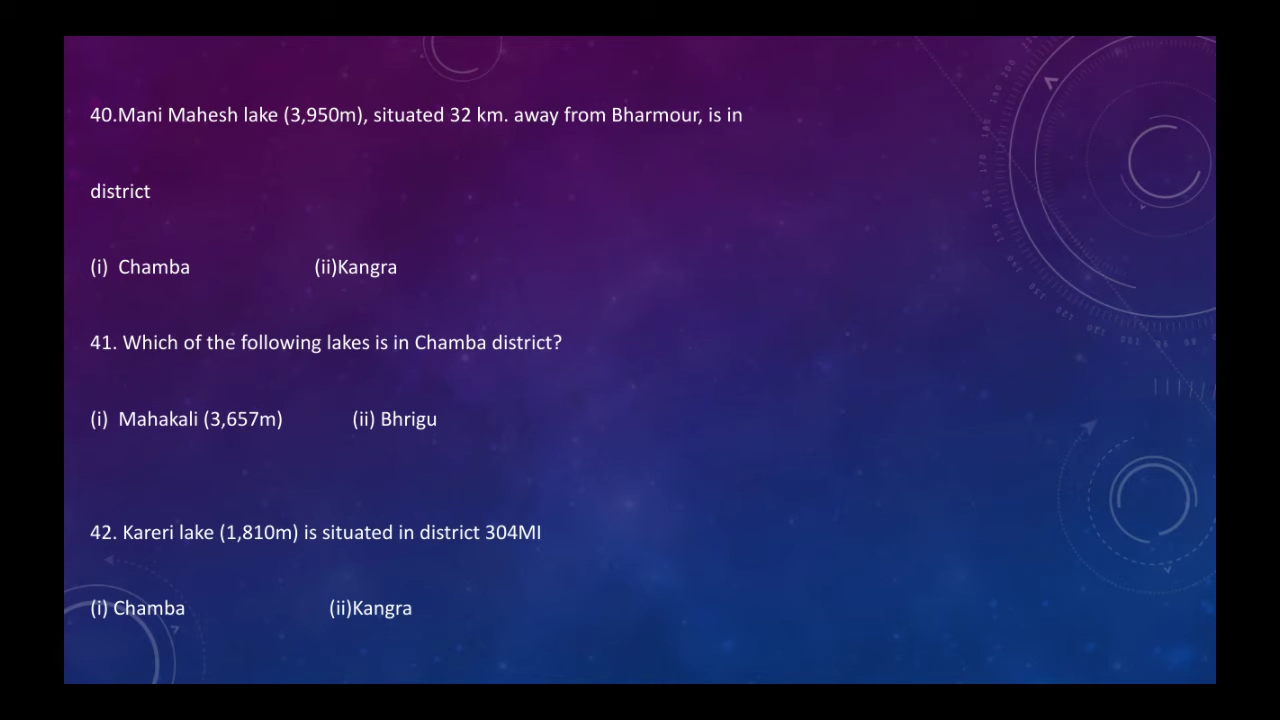 40.Mani Mahesh lake (3,950m), situated 32 km. away from Bharmour, is in
district
(i) Chamba (ii)Kangra
41. Which of the following lakes is in Chamba district?
(i) Mahakali (3,657m) (ii) Bhrigu
42. Kareri lake (1,810m) is situated in district 304MI
(i) Chamba (ii)Kangra